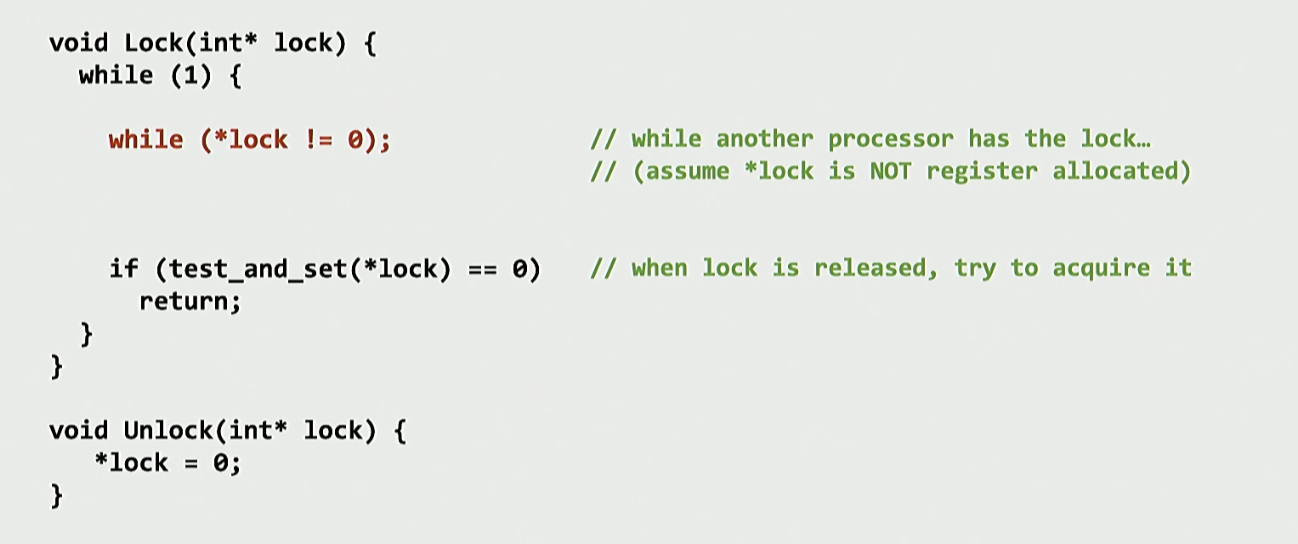 void Lock(int* lock) {
while (1) {
while (*lock != 0); // while another processor has the lock…
// (assume *lock is NOT register allocated)
if (test_and_set(*lock) == 0) // when lock is released, try to acquire it
return;
}
}
void Unlock(int* lock) {
*lock = 0;
}